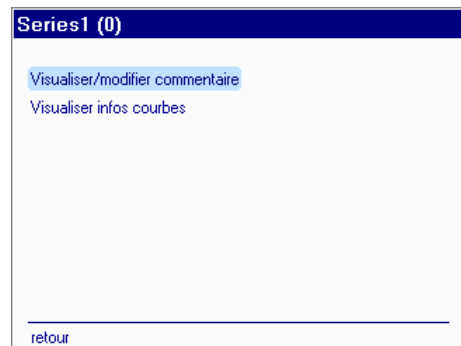 Series1 (0)
Visualiser/modifier commentaire
Visualiser infos courbes
retour